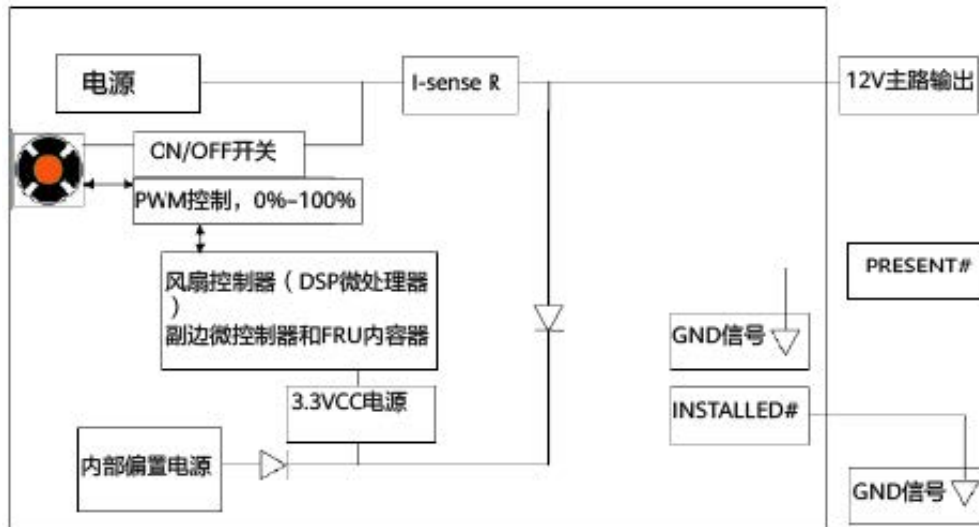 电源
I-sense R
12V主路输出
CN/OFF开关
PWM控制，0%-100%
风扇控制器（DSP微处理器
）
副边微控制器和FRU内容器
PRESENT#
GND信号
3.3VCC电源
INSTALLED#
内部偏置电源
GND信号